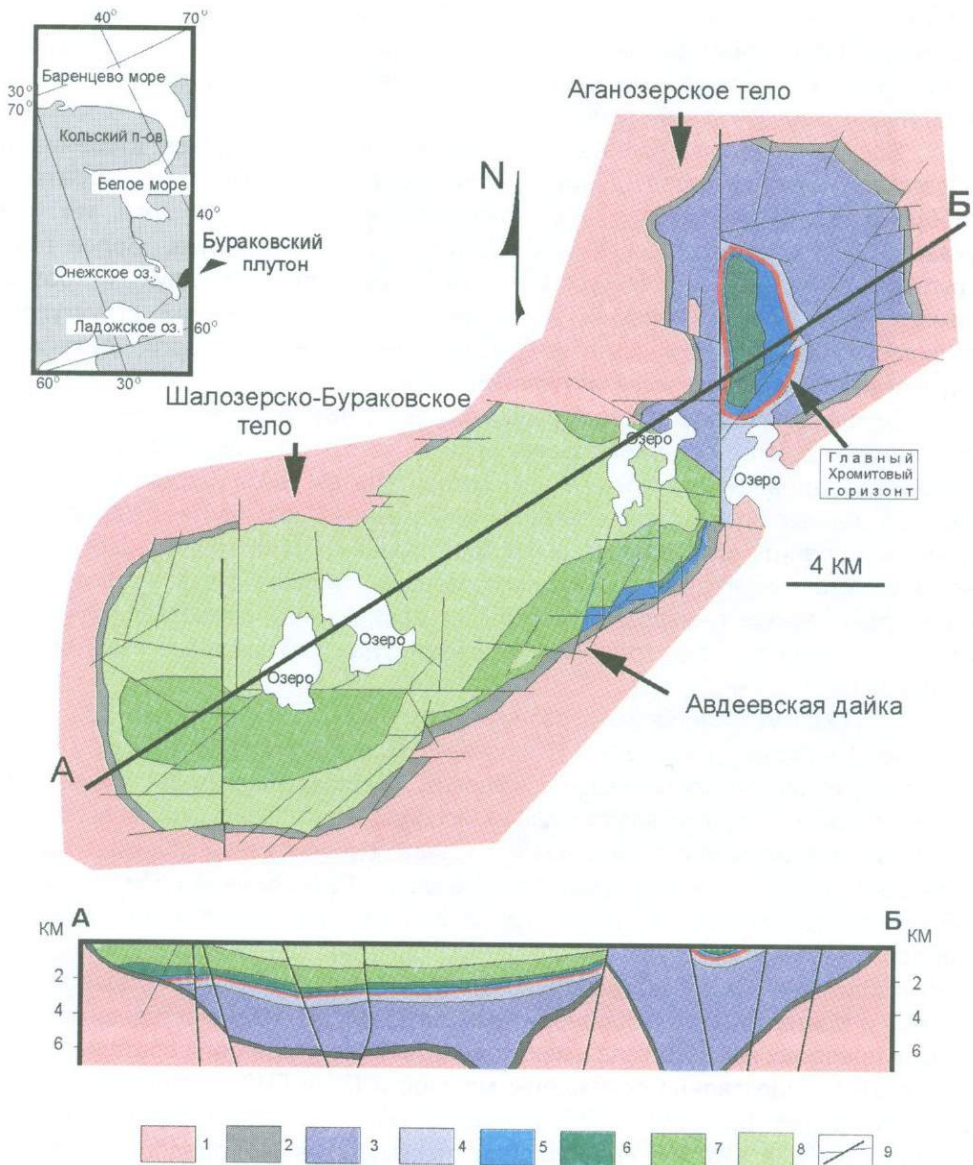 40°
70°
Баренцево море
30°
70°
Кольский п-ов
Белое море
40°
Бураковский
плутон
Онежское оз.
Ладожское оз.
60°
60°
30°
Аганозерское тело
N
Б
Шалозерско-Бураковское
тело
Озеро
Озеро
Главный
Хромитовый
горизонт
4 КМ
Озеро
Озеро
Авдеевская дайка
А
КМ
А
Б
КМ
2
4
6
2
4
6
1
2
3
4
5
6
7
8
9